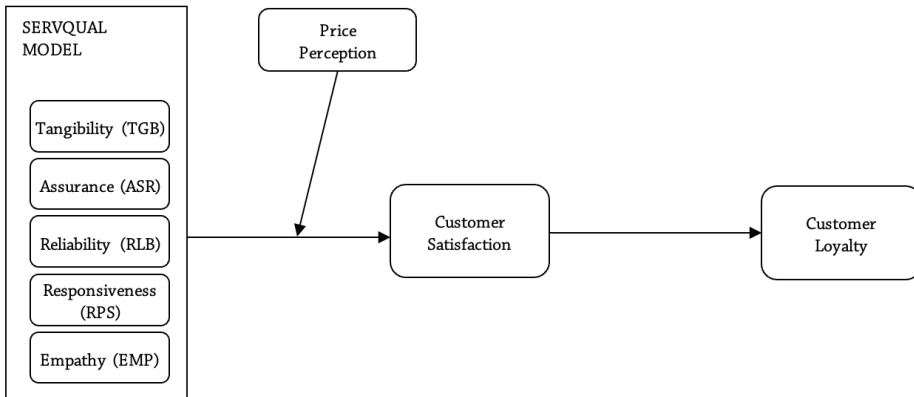 SERVQUAL
MODEL
Price
Perception
Tangibility (TGB)
Assurance (ASR)
Reliability (RLB)
Responsiveness
(RPS)
Empathy (EMP)
Customer
Satisfaction
Customer
Loyalty